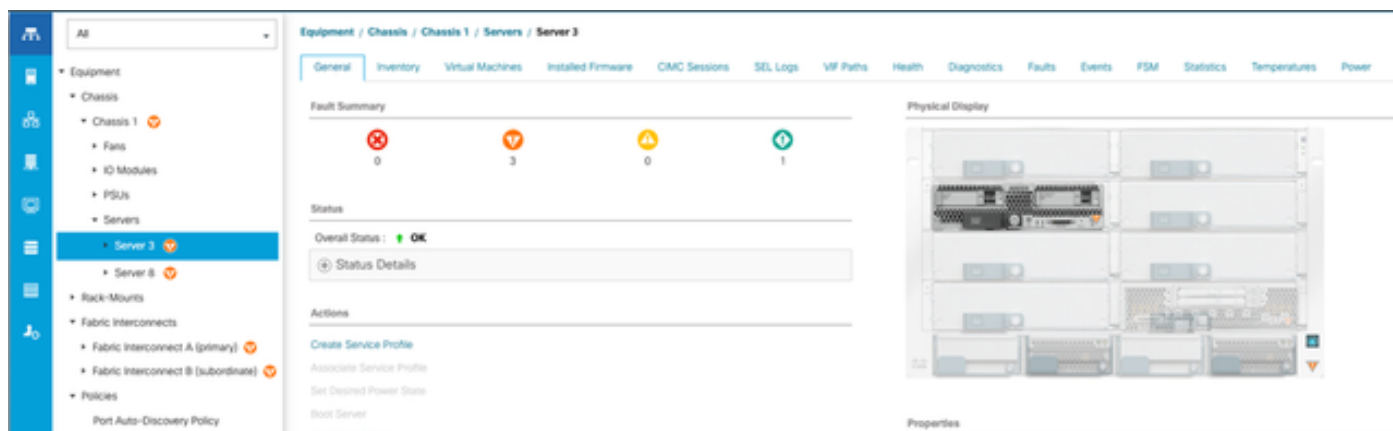 All
Equipment
Chassis
Chassis 1
Fans
IO Modules
PSUs
Servers
Server 3
Server 8
Rack-Mounts
Fabric Interconnects
Fabric Interconnect A (primary)
Fabric Interconnect B (subordinate)
Policies
Port Auto-Discovery Policy
Equipment / Chassis / Chassis 1 / Servers / Server 3
General Inventory Virtual Machines Installed Firmware CIMC Sessions SEL Logs VIF Paths Health Diagnostics Faults Events FSM Statistics Temperatures Power
Fault Summary
0 3 0 1
Status
Overall Status : OK
Status Details
Actions
Create Service Profile
Associate Service Profile
Set Desired Power State
Boot Server
Physical Display
Properties